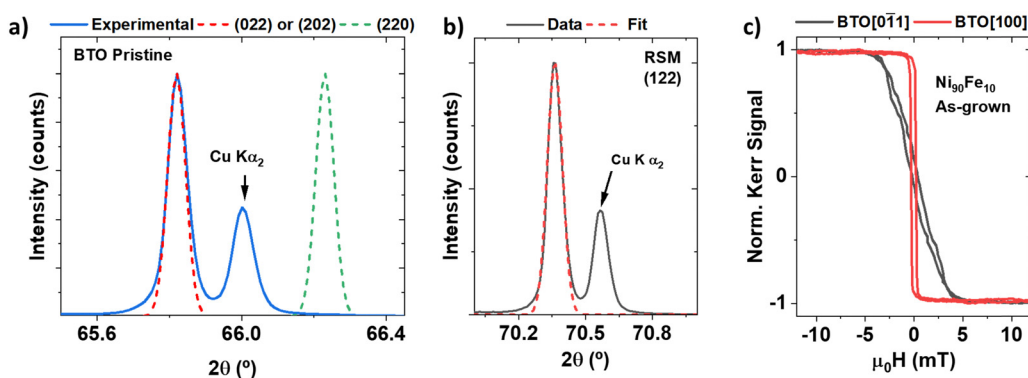 a)
Experimental (022) or (202) (220)
BTO Pristine
Cu Kα₂
Intensity (counts)
65.6 66.0 66.4
2θ (º)
b)
Data Fit
RSM
(122)
Cu Kα₂
Intensity (counts)
70.2 70.5 70.8
2θ (º)
c)
BTO[01̅1] BTO[100]
Ni₉₀Fe₁₀
As-grown
Norm. Kerr Signal
1
0
-1
-10 -5 0 5 10
μ₀H (mT)